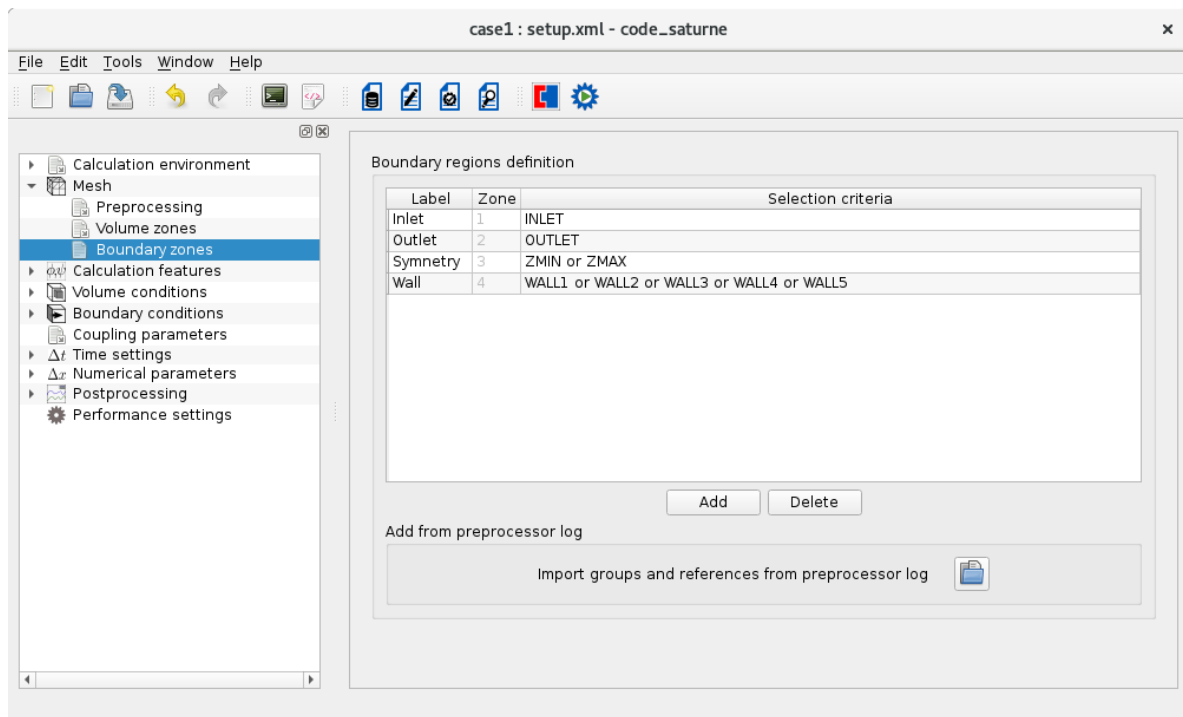 case1 : setup.xml - code_saturne
File Edit Tools Window Help
Calculation environment
Mesh
Preprocessing
Volume zones
Boundary zones
Calculation features
Volume conditions
Boundary conditions
Coupling parameters
Δt Time settings
Δx Numerical parameters
Postprocessing
Performance settings
Boundary regions definition
Label Zone Selection criteria
Inlet 1 INLET
Outlet 2 OUTLET
Symnetry 3 ZMIN or ZMAX
Wall 4 WALL1 or WALL2 or WALL3 or WALL4 or WALL5
Add Delete
Add from preprocessor log
Import groups and references from preprocessor log